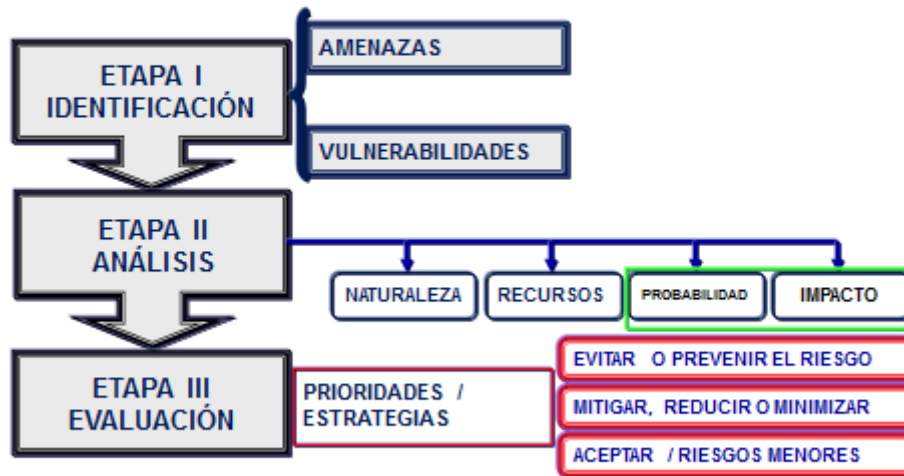 ETAPA I
IDENTIFICACIÓN
AMENAZAS
VULNERABILIDADES
ETAPA II
ANÁLISIS
NATURALEZA
RECURSOS
PROBABILIDAD
IMPACTO
ETAPA III
EVALUACIÓN
PRIORIDADES /
ESTRATEGIAS
EVITAR O PREVENIR EL RIESGO
MITIGAR, REDUCIR O MINIMIZAR
ACEPTAR / RIESGOS MENORES